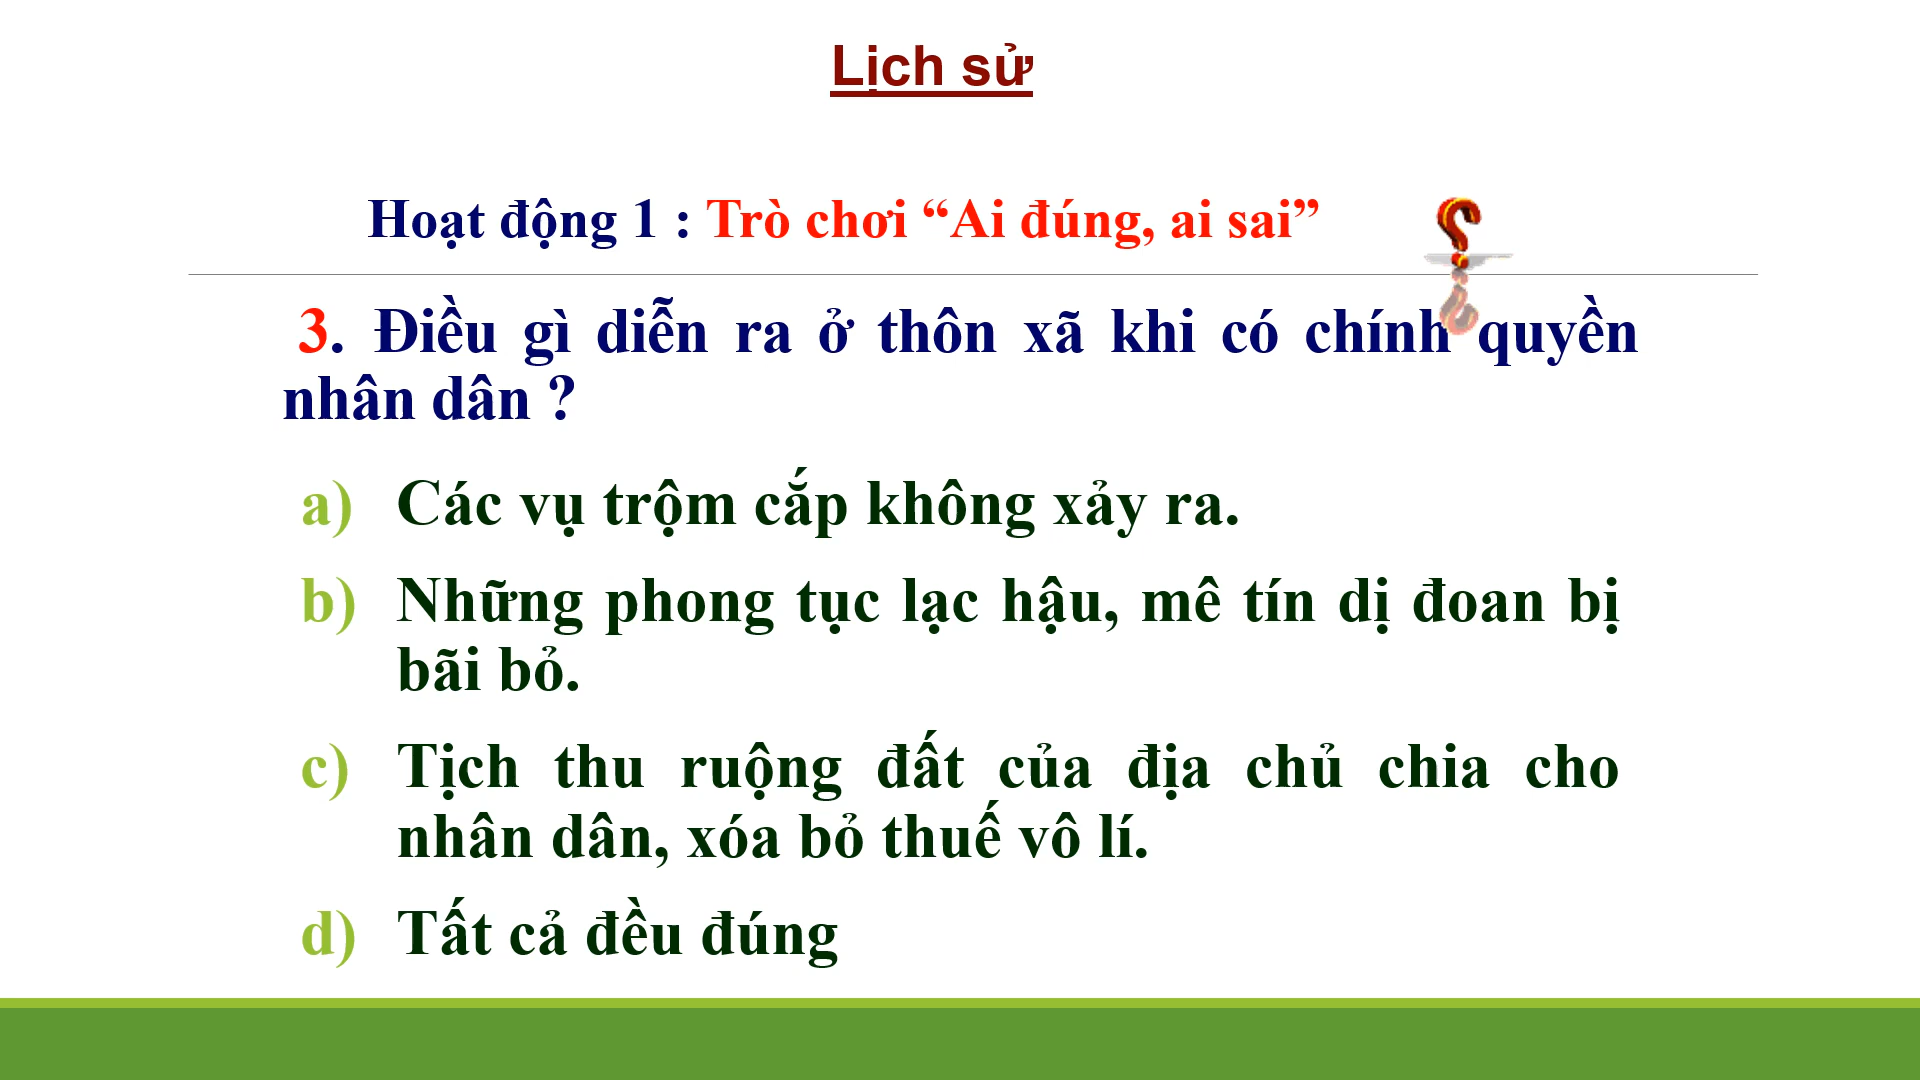 Lịch sử
Hoạt động 1 : Trò chơi “Ai đúng, ai sai”
3. Điều gì diễn ra ở thôn xã khi có chính quyền
nhân dân ?
a) Các vụ trộm cắp không xảy ra.
b) Những phong tục lạc hậu, mê tín dị đoan bị
bãi bỏ.
c) Tịch thu ruộng đất của địa chủ chia cho
nhân dân, xóa bỏ thuế vô lí.
d) Tất cả đều đúng